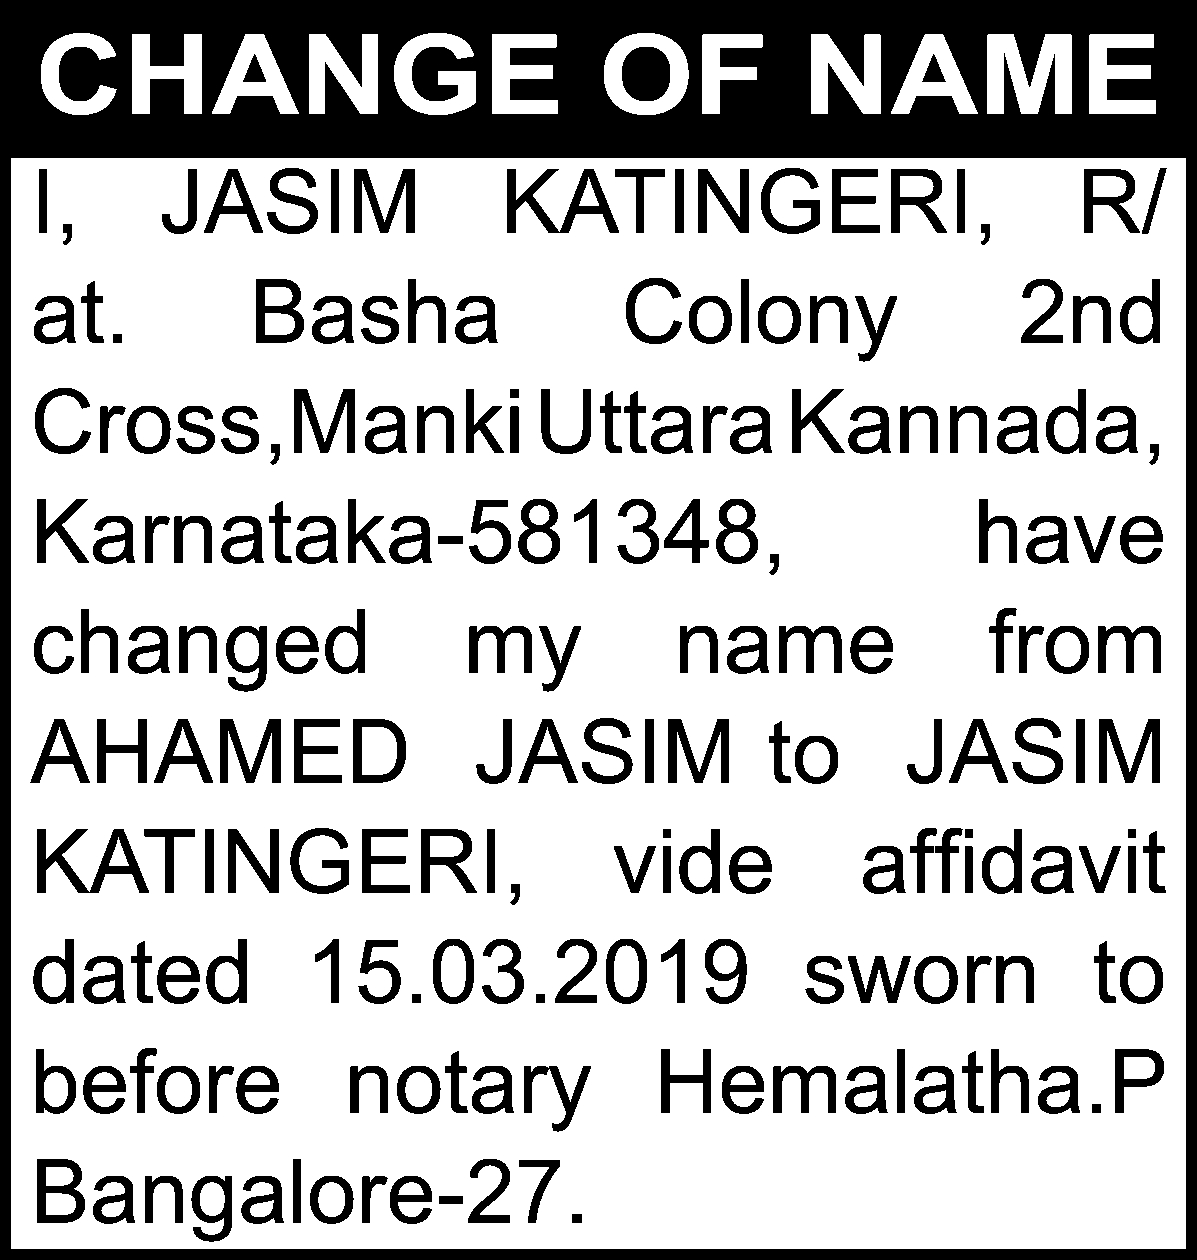 CHANGE OF NAME
I, JASIM KATINGERI, R/
at. Basha Colony 2nd
Cross,Manki Uttara Kannada,
Karnataka-581348, have
changed my name from
AHAMED JASIM to JASIM
KATINGERI, vide affidavit
dated 15.03.2019 sworn to
before notary Hemalatha.P
Bangalore-27.